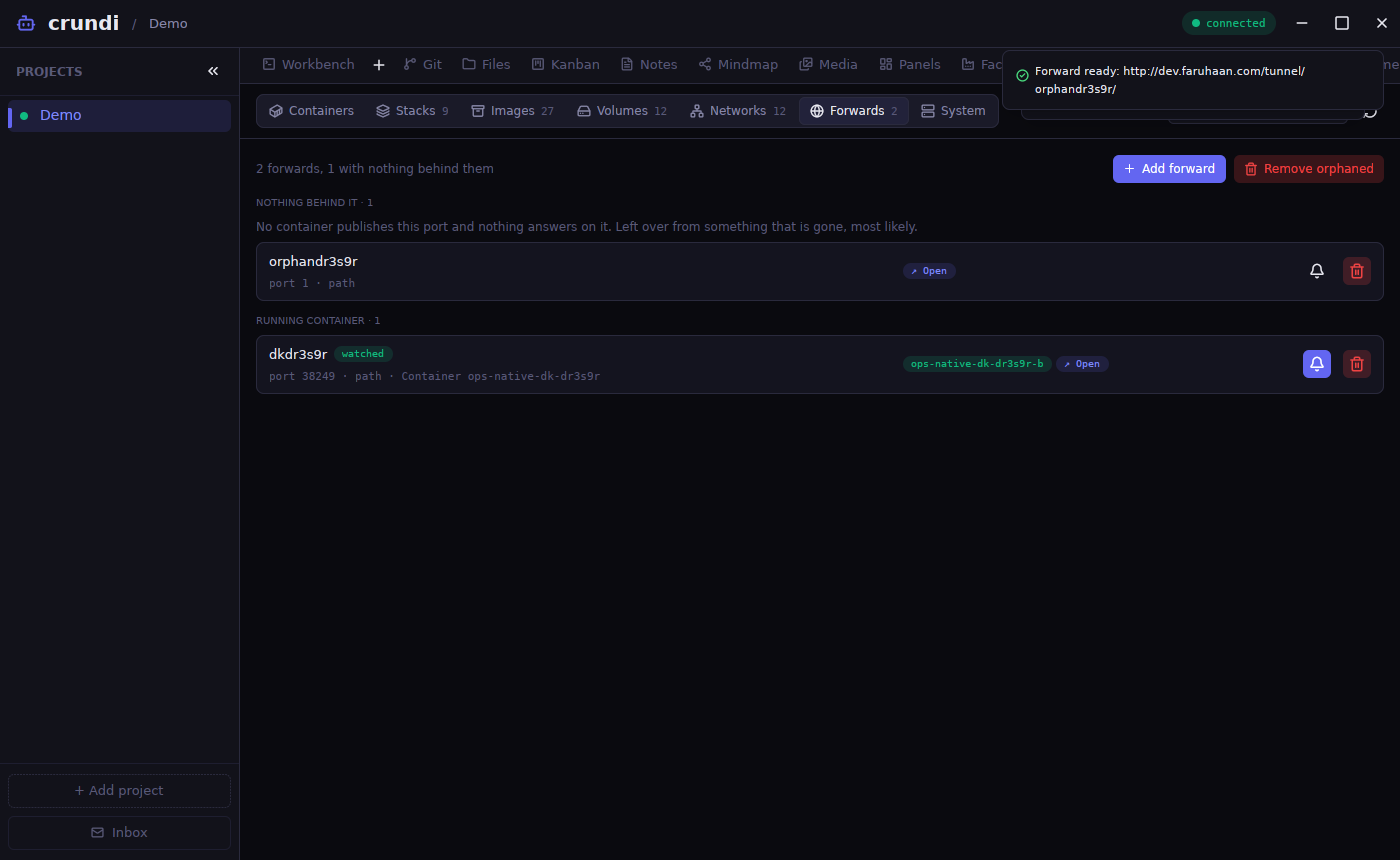 crundi / Demo
connected
PROJECTS
Demo
+ Add project
Inbox
Workbench
Git
Files
Kanban
Notes
Mindmap
Media
Panels
Forward ready: http://dev.faruhaan.com/tunnel/
orphandr3s9r/
Containers
Stacks 9
Images 27
Volumes 12
Networks 12
Forwards 2
System
2 forwards, 1 with nothing behind them
+ Add forward
Remove orphaned
NOTHING BEHIND IT · 1
No container publishes this port and nothing answers on it. Left over from something that is gone, most likely.
orphandr3s9r
port 1 · path
↗ Open
RUNNING CONTAINER · 1
dkdr3s9r watched
port 38249 · path · Container ops-native-dk-dr3s9r
ops-native-dk-dr3s9r-b
↗ Open